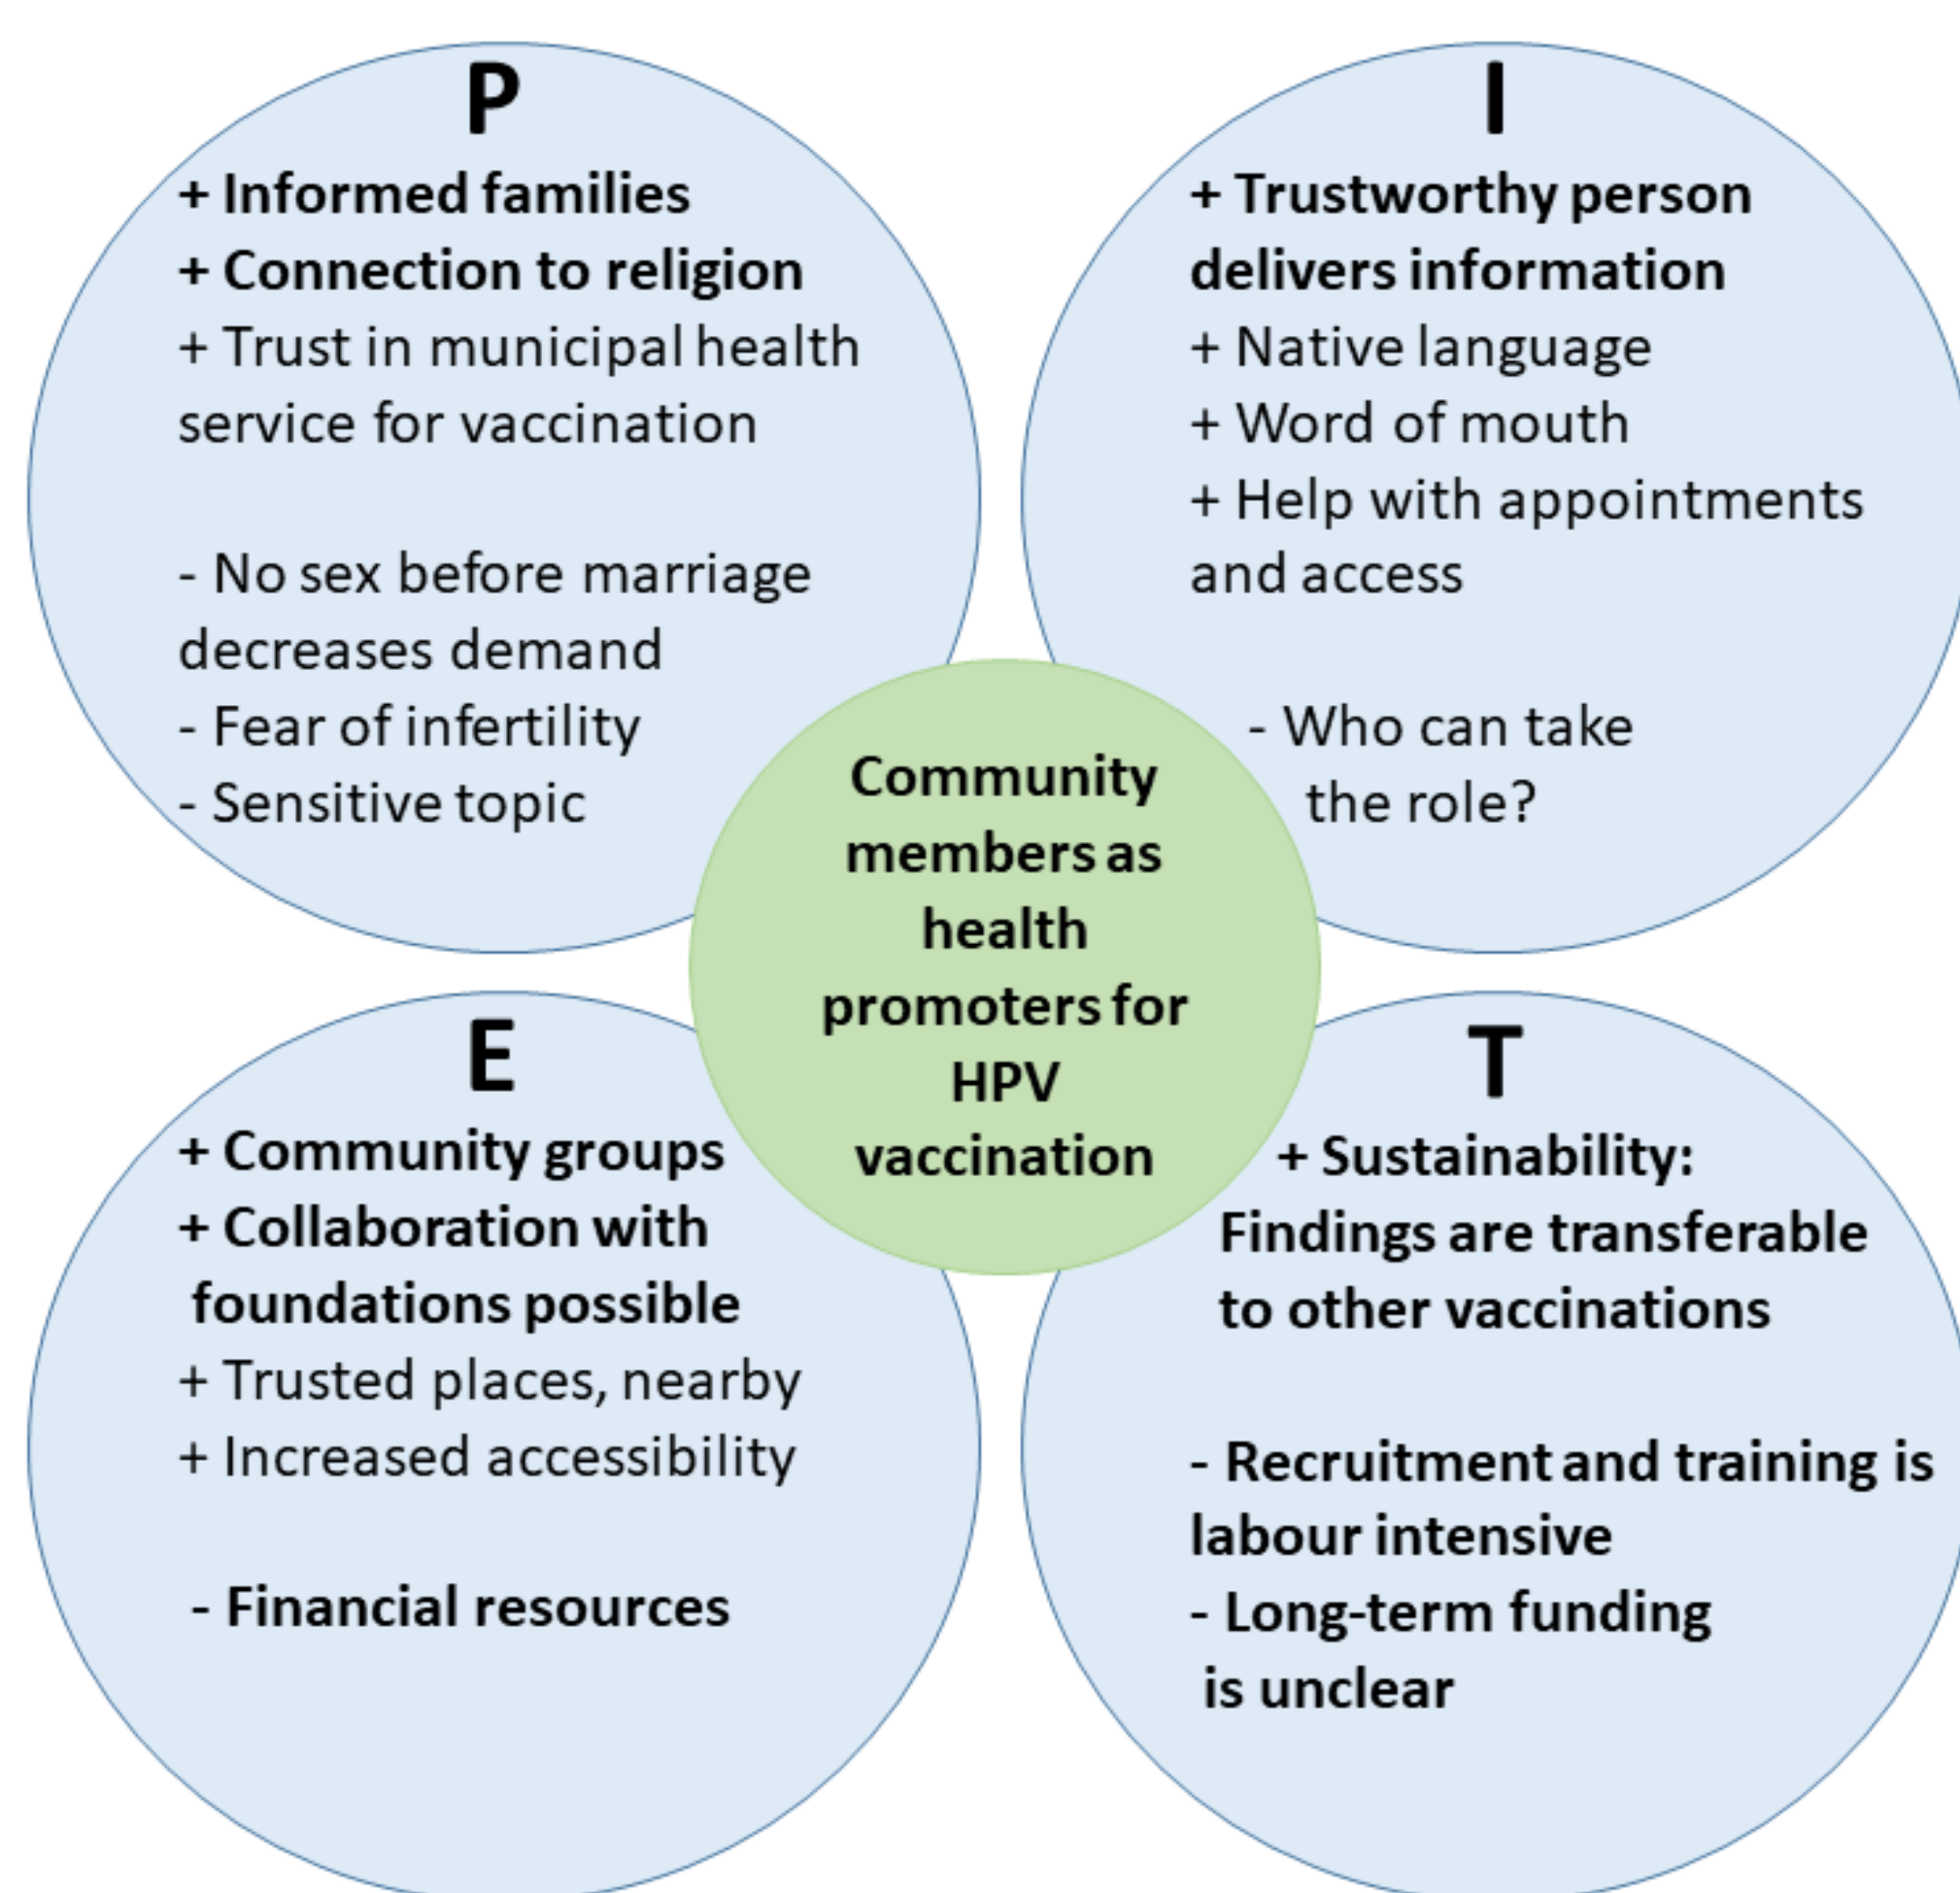 P
+ Informed families
+ Connection to religion
+ Trust in municipal health
service for vaccination
- No sex before marriage
decreases demand
- Fear of infertility
- Sensitive topic
I
+ Trustworthy person
delivers information
+ Native language
+ Word of mouth
+ Help with appointments
and access
- Who can take
the role?
Community
members as
health
promoters for
HPV
vaccination
E
+ Community groups
+ Collaboration with
foundations possible
+ Trusted places, nearby
+ Increased accessibility
- Financial resources
T
+ Sustainability:
Findings are transferable
to other vaccinations
- Recruitment and training is
labour intensive
- Long-term funding
is unclear